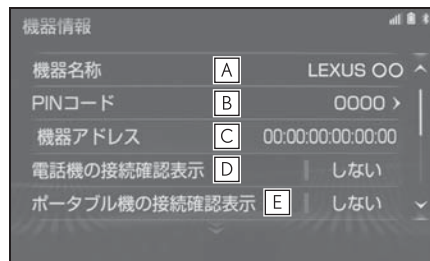 機器情報
機器名称 A LEXUS OO
PINコード B 0000 >
機器アドレス C 00:00:00:00:00:00
電話機の接続確認表示 D しない
ポータブル機の接続確認表示 E しない